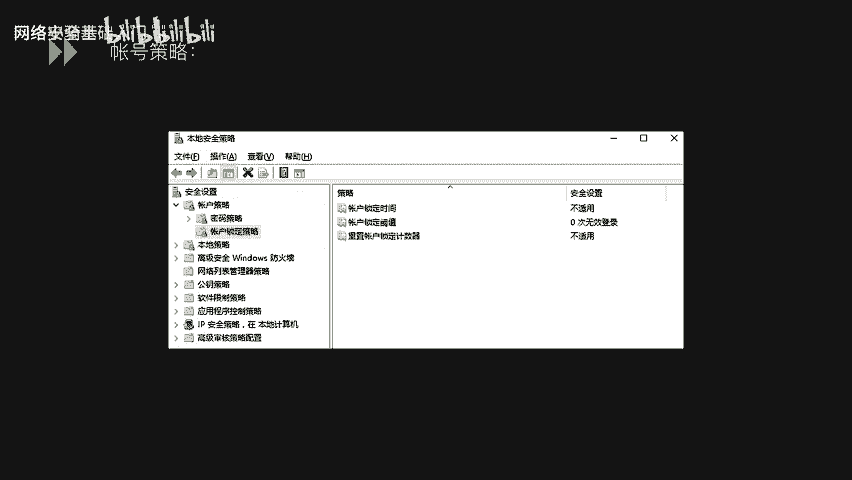 网络安全基础入门 bilibili
帐号策略：
本地安全策略
文件(F) 操作(A) 查看(V) 帮助(H)
安全设置
帐户策略
密码策略
帐户锁定策略
本地策略
高级安全 Windows 防火墙
网络列表管理器策略
公钥策略
软件限制策略
应用程序控制策略
IP 安全策略，在 本地计算机
高级审核策略配置
策略 安全设置
帐户锁定时间 不适用
帐户锁定阈值 0 次无效登录
重置帐户锁定计数器 不适用